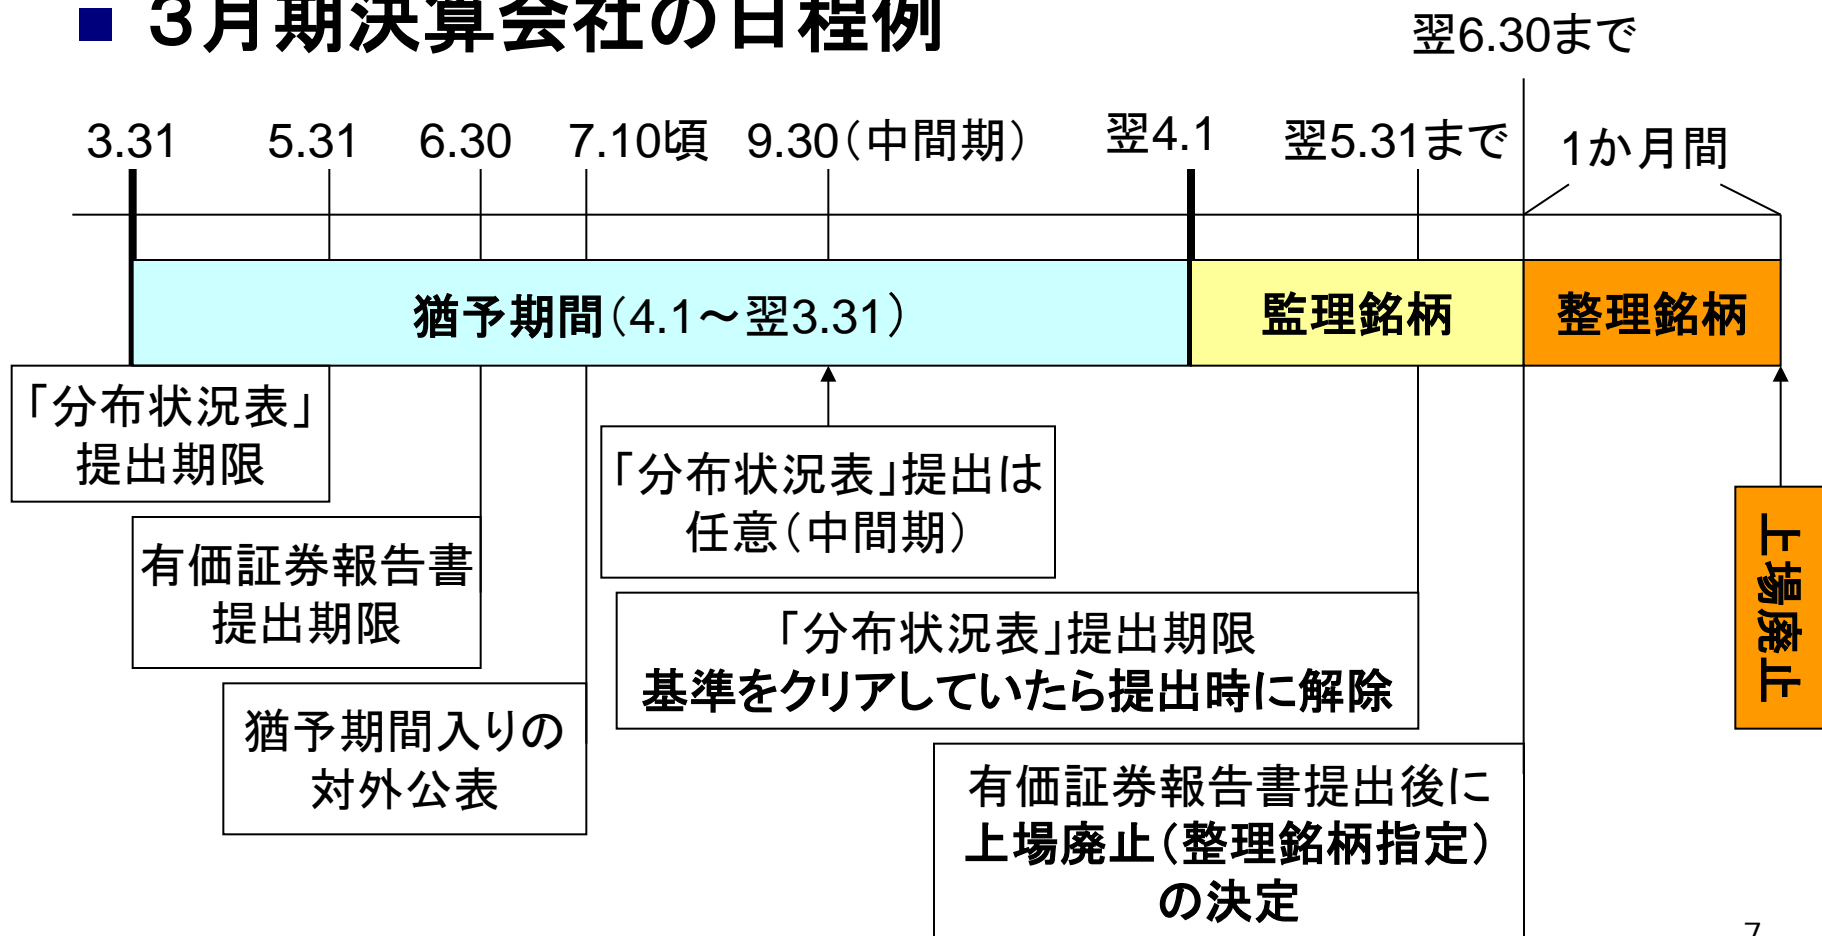 ■ ３月期決算会社の日程例
翌6.30まで
3.31
5.31
6.30
7.10頃
9.30（中間期）
翌4.1
翌5.31まで
1か月間
猶予期間（4.1～翌3.31）
監理銘柄
整理銘柄
「分布状況表」
提出期限
有価証券報告書
提出期限
猶予期間入りの
対外公表
「分布状況表」提出は
任意（中間期）
「分布状況表」提出期限
基準をクリアしていたら提出時に解除
有価証券報告書提出後に
上場廃止（整理銘柄指定）
の決定
上場廃止
7